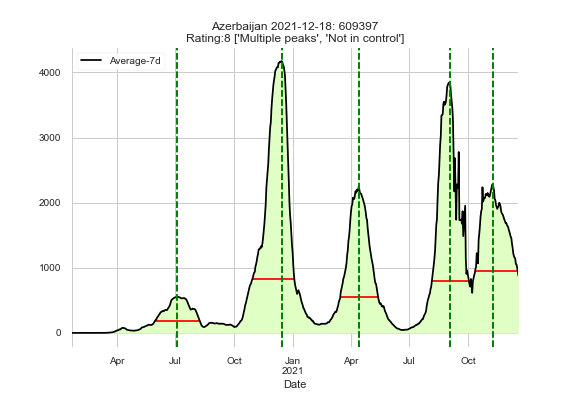 Azerbaijan 2021-12-18: 609397
Rating:8 ['Multiple peaks', 'Not in control']
Average-7d
4000
3000
2000
1000
0
Apr
Jul
Oct
Jan
2021
Apr
Jul
Oct
Date